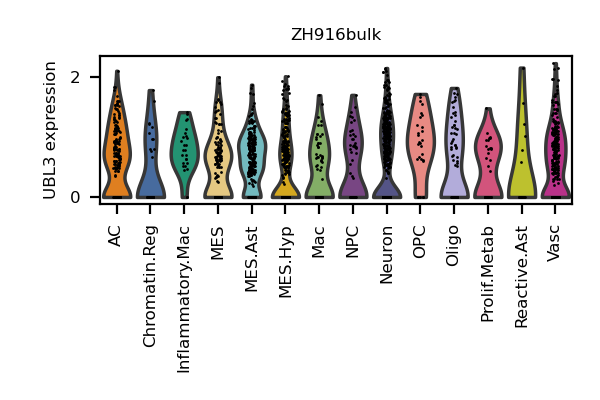 ZH916bulk
UBL3 expression
2
0
AC
Chromatin.Reg
Inflammatory.Mac
MES
MES.Ast
MES.Hyp
Mac
NPC
Neuron
OPC
Oligo
Prolif.Metab
Reactive.Ast
Vasc